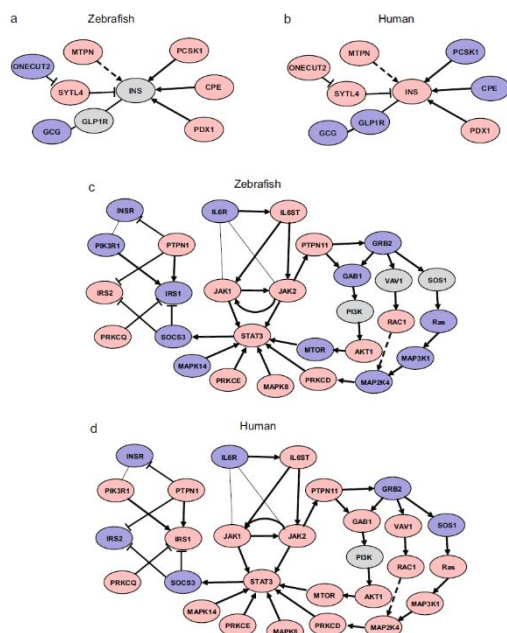 a Zebrafish
MTPN PCSK1
ONECUT2
SYTL4 INS CPE
GLP1R
GCG PDX1
b Human
MTPN PCSK1
ONECUT2
SYTL4 INS CPE
GLP1R
GCG PDX1
c Zebrafish
INSR IL6R IL6ST
PIK3R1 PTPN1 PTPN11 GRB2
GAB1 VAV1 SOS1
IRS2 IRS1 JAK1 JAK2
PI3K RAC1 Ras
PRKCQ SOCS3 STAT3 MTOR AKT1 MAP3K1
MAPK14 PRKCE MAPK8 PRKCD MAP2K4
d Human
INSR IL6R IL6ST
PIK3R1 PTPN1 PTPN11 GRB2
GAB1 VAV1 SOS1
IRS2 IRS1 JAK1 JAK2
PI3K RAC1 Ras
PRKCQ SOCS3 STAT3 MTOR AKT1 MAP3K1
MAPK14 PRKCE MAPK8 PRKCD MAP2K4